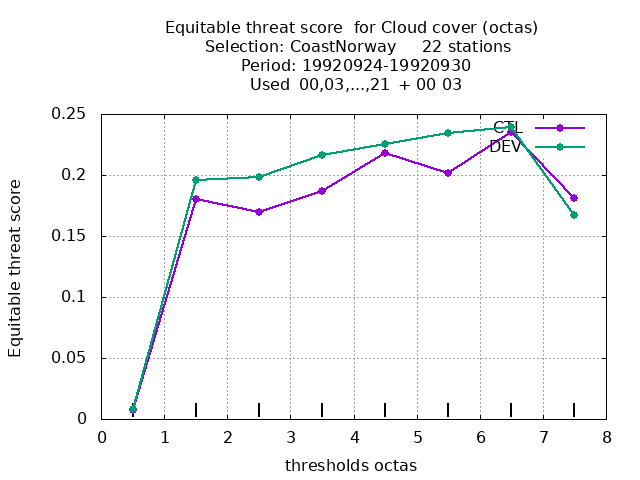 Equitable threat score  for Cloud cover (octas)
Selection: CoastNorway     22 stations
Period: 19920924-19920930
Used  00,03,...,21  + 00 03
CTL
DEV
0.25
0.2
0.15
0.1
0.05
0
Equitable threat score
0 1 2 3 4 5 6 7 8
thresholds octas